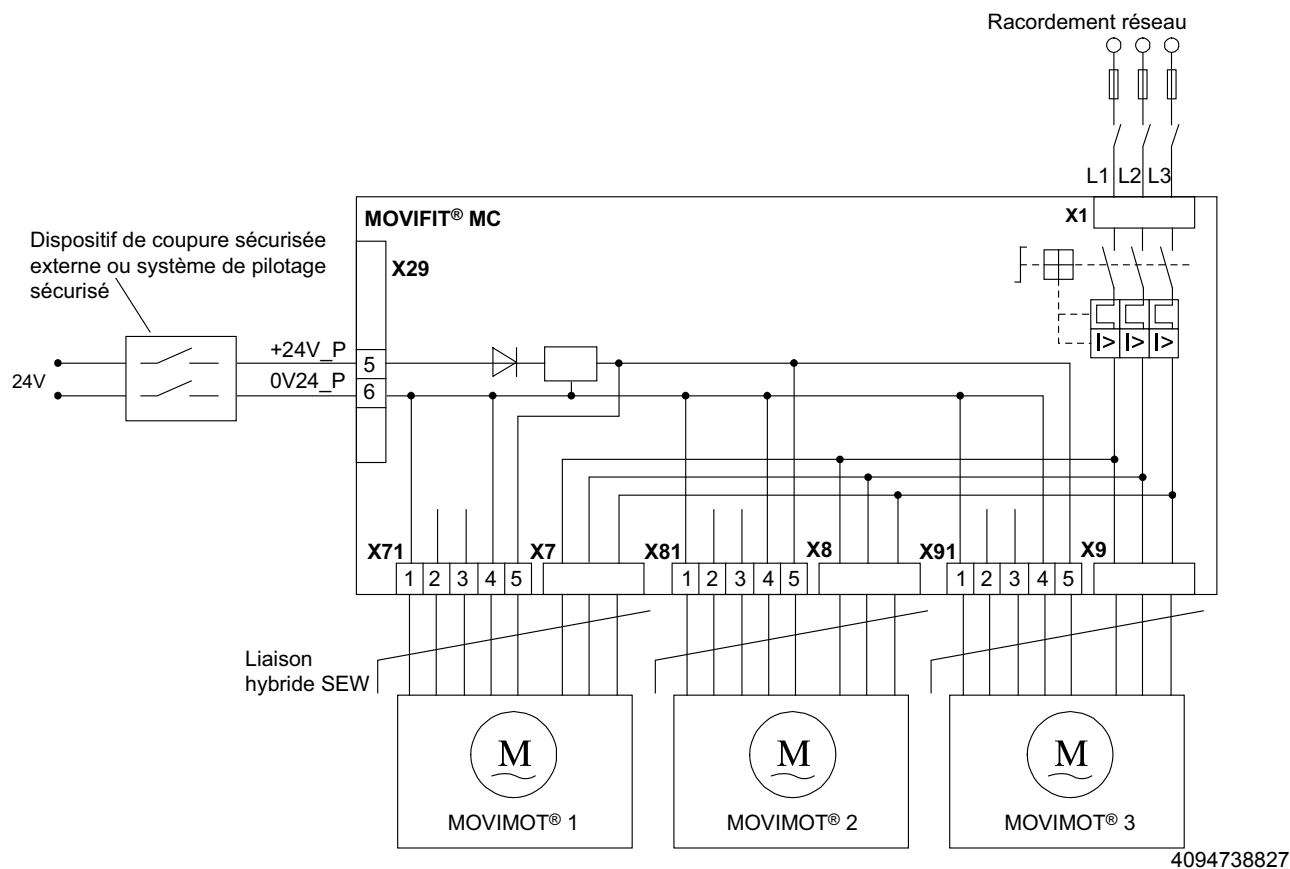 Racordement réseau
L1 L2 L3
MOVIFIT® MC
X1
Dispositif de coupure sécurisée
externe ou système de pilotage
sécurisé
X29
+24V_P
5
24V
0V24_P
6
I> I> I>
X71
X7
X81
X8
X91
X9
1 2 3 4 5
1 2 3 4 5
1 2 3 4 5
Liaison
hybride SEW
M
M
M
MOVIMOT® 1
MOVIMOT® 2
MOVIMOT® 3
4094738827